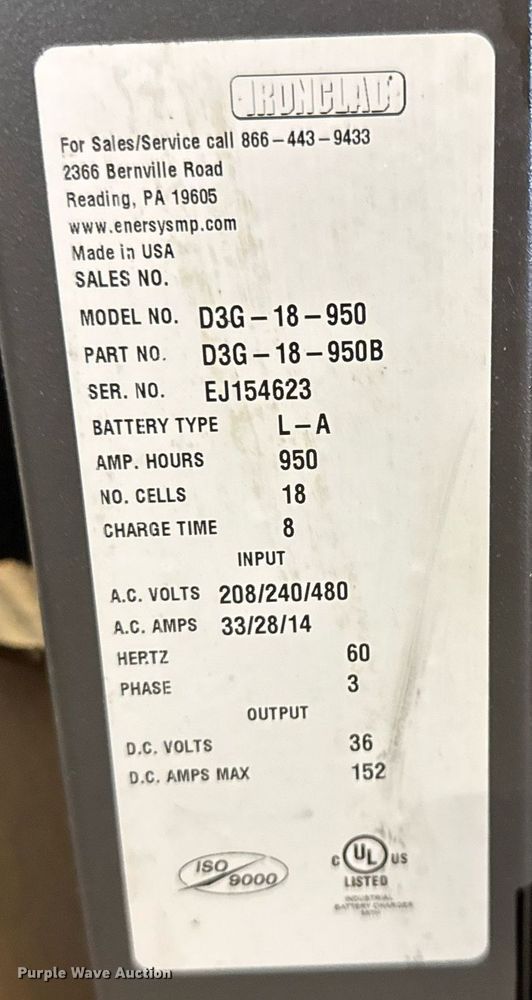 IRONCLAD
For Sales/Service call 866-443-9433
2366 Bernville Road
Reading, PA 19605
www.enersysmp.com
Made in USA
SALES NO.
MODEL NO. D3G-18-950
PART NO. D3G-18-950B
SER. NO. EJ154623
BATTERY TYPE L-A
AMP. HOURS 950
NO. CELLS 18
CHARGE TIME 8
INPUT
A.C. VOLTS 208/240/480
A.C. AMPS 33/28/14
HERTZ 60
PHASE 3
OUTPUT
D.C. VOLTS 36
D.C. AMPS MAX 152
ISO 9000
C UL US
LISTED
INDUSTRIAL
BATTERY CHARGER
Purple Wave Auction